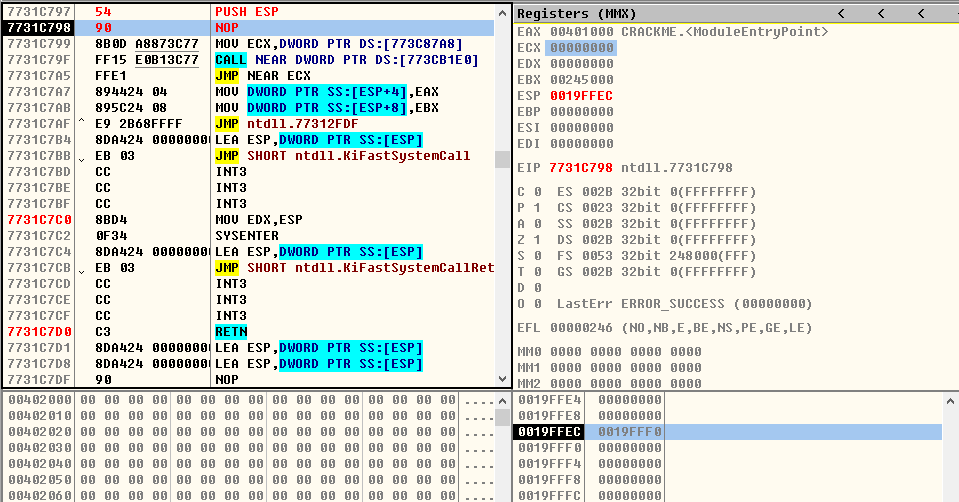 7731C797 54 PUSH ESP
7731C798 90 NOP
7731C799 8B0D A8873C77 MOV ECX,DWORD PTR DS:[773C87A8]
7731C79F FF15 E0B13C77 CALL NEAR DWORD PTR DS:[773CB1E0]
7731C7A5 FFE1 JMP NEAR ECX
7731C7A7 894424 04 MOV DWORD PTR SS:[ESP+4],EAX
7731C7AB 895C24 08 MOV DWORD PTR SS:[ESP+8],EBX
7731C7AF ^ E9 2B68FFFF JMP ntdll.77312FDF
7731C7B4 8DA424 0000000 LEA ESP,DWORD PTR SS:[ESP]
7731C7BB EB 03 JMP SHORT ntdll.KiFastSystemCall
7731C7BD CC INT3
7731C7BE CC INT3
7731C7BF CC INT3
7731C7C0 8BD4 MOV EDX,ESP
7731C7C2 0F34 SYSENTER
7731C7C4 8DA424 0000000 LEA ESP,DWORD PTR SS:[ESP]
7731C7CB EB 03 JMP SHORT ntdll.KiFastSystemCallRet
7731C7CD CC INT3
7731C7CE CC INT3
7731C7CF CC INT3
7731C7D0 C3 RETN
7731C7D1 8DA424 0000000 LEA ESP,DWORD PTR SS:[ESP]
7731C7D8 8DA424 0000000 LEA ESP,DWORD PTR SS:[ESP]
7731C7DF 90 NOP
Registers (MMX) < < <
EAX 00401000 CRACKME.<ModuleEntryPoint>
ECX 00000000
EDX 00000000
EBX 00245000
ESP 0019FFEC
EBP 00000000
ESI 00000000
EDI 00000000
EIP 7731C798 ntdll.7731C798
C 0 ES 002B 32bit 0(FFFFFFFF)
P 1 CS 0023 32bit 0(FFFFFFFF)
A 0 SS 002B 32bit 0(FFFFFFFF)
Z 1 DS 002B 32bit 0(FFFFFFFF)
S 0 FS 0053 32bit 248000(FFF)
T 0 GS 002B 32bit 0(FFFFFFFF)
D 0
O 0 LastErr ERROR_SUCCESS (00000000)
EFL 00000246 (NO,NB,E,BE,NS,PE,GE,LE)
MM0 0000 0000 0000 0000
MM1 0000 0000 0000 0000
MM2 0000 0000 0000 0000
00402000 00 00 00 00 00 00 00 00 00 00 00 00 00 00 00 00 ....
00402010 00 00 00 00 00 00 00 00 00 00 00 00 00 00 00 00 ....
00402020 00 00 00 00 00 00 00 00 00 00 00 00 00 00 00 00 ....
00402030 00 00 00 00 00 00 00 00 00 00 00 00 00 00 00 00 ....
00402040 00 00 00 00 00 00 00 00 00 00 00 00 00 00 00 00 ....
00402050 00 00 00 00 00 00 00 00 00 00 00 00 00 00 00 00 ....
00402060 00 00 00 00 00 00 00 00 00 00 00 00 00 00 00 00 ....
0019FFE4 00000000
0019FFE8 00000000
0019FFEC 0019FFF0
0019FFF0 00000000
0019FFF4 00000000
0019FFF8 00000000
0019FFFC 00000000